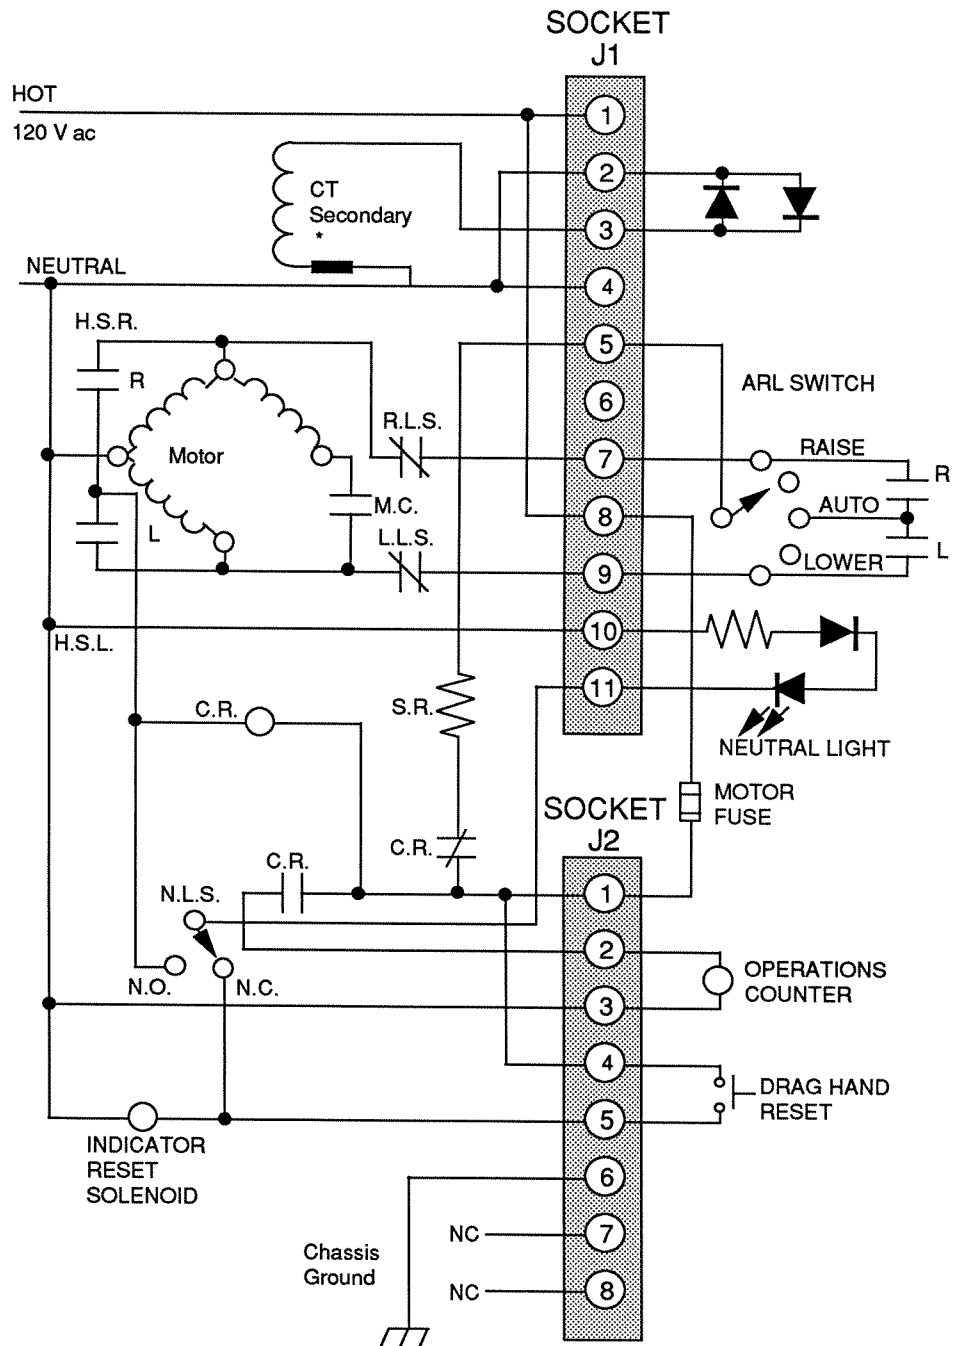 SOCKET
J1
HOT
1
120 V ac
2
CT
Secondary
*
3
NEUTRAL
4
H.S.R.
5
R
ARL SWITCH
6
R.L.S.
Motor
7
RAISE
R
M.C.
8
AUTO
L
L.L.S.
L
9
LOWER
10
H.S.L.
11
S.R.
C.R.
NEUTRAL LIGHT
MOTOR
FUSE
SOCKET
J2
C.R.
C.R.
1
N.L.S.
2
OPERATIONS
COUNTER
N.O.
N.C.
3
4
DRAG HAND
RESET
5
INDICATOR
RESET
SOLENOID
6
NC
7
Chassis
Ground
NC
8